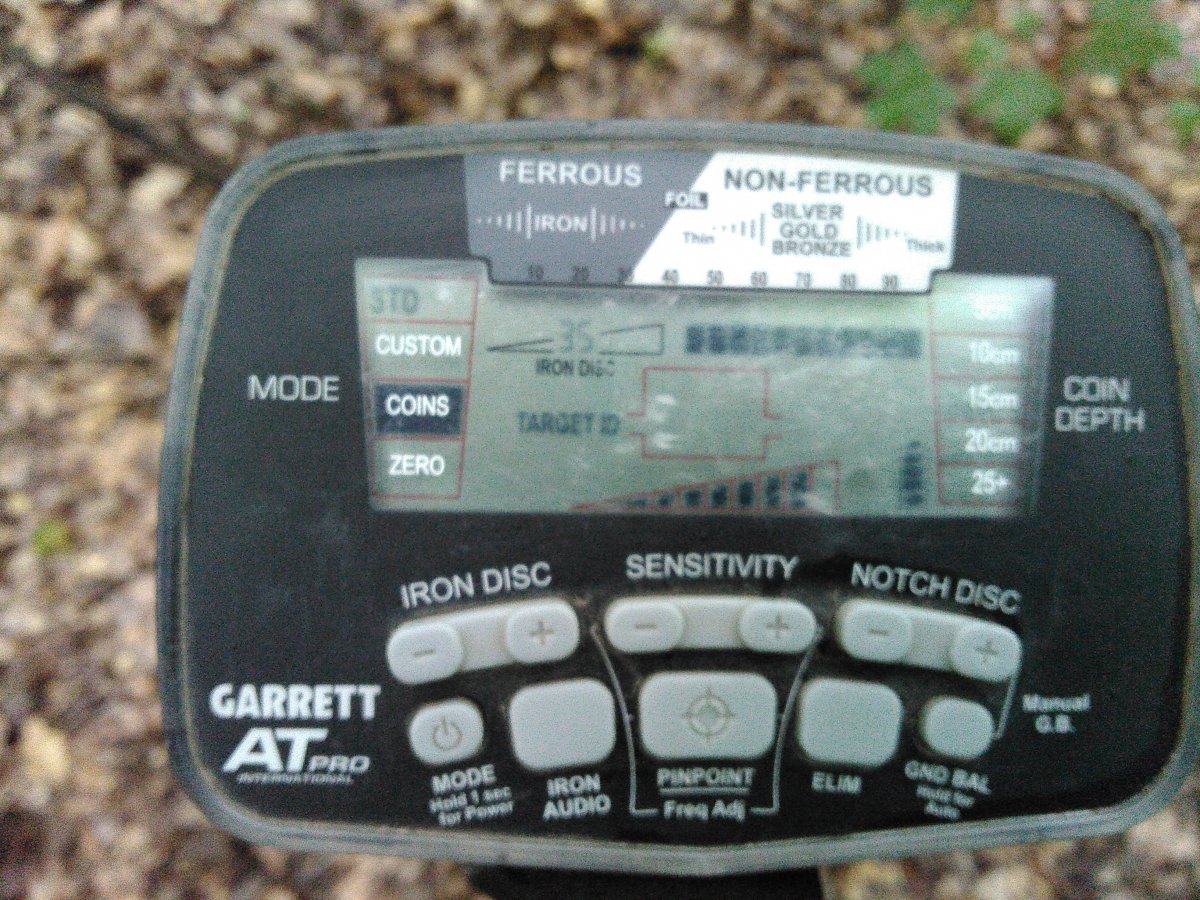 FERROUS
NON-FERROUS
FOIL
IRON
SILVER
GOLD
BRONZE
Thin
Thick
10 20 30 40 50 60 70 80 90
STD
CUSTOM
COINS
ZERO
MODE
35
IRON DISC
TARGET ID
10cm
15cm
20cm
25+
COIN
DEPTH
IRON DISC
SENSITIVITY
NOTCH DISC
- +
- +
- +
GARRETT
AT PRO
INTERNATIONAL
MODE
Hold 1 sec
for Power
IRON
AUDIO
PINPOINT
Freq Adj
ELIM
GND BAL
Hold for
Auto
Manual
G.B.